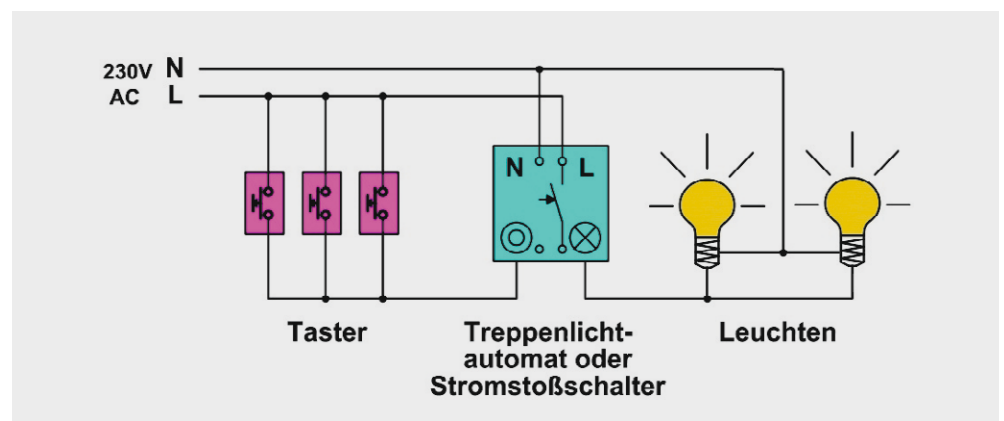 230V N
AC L
N L
Taster
Treppenlicht-
automat oder
Stromstoßschalter
Leuchten